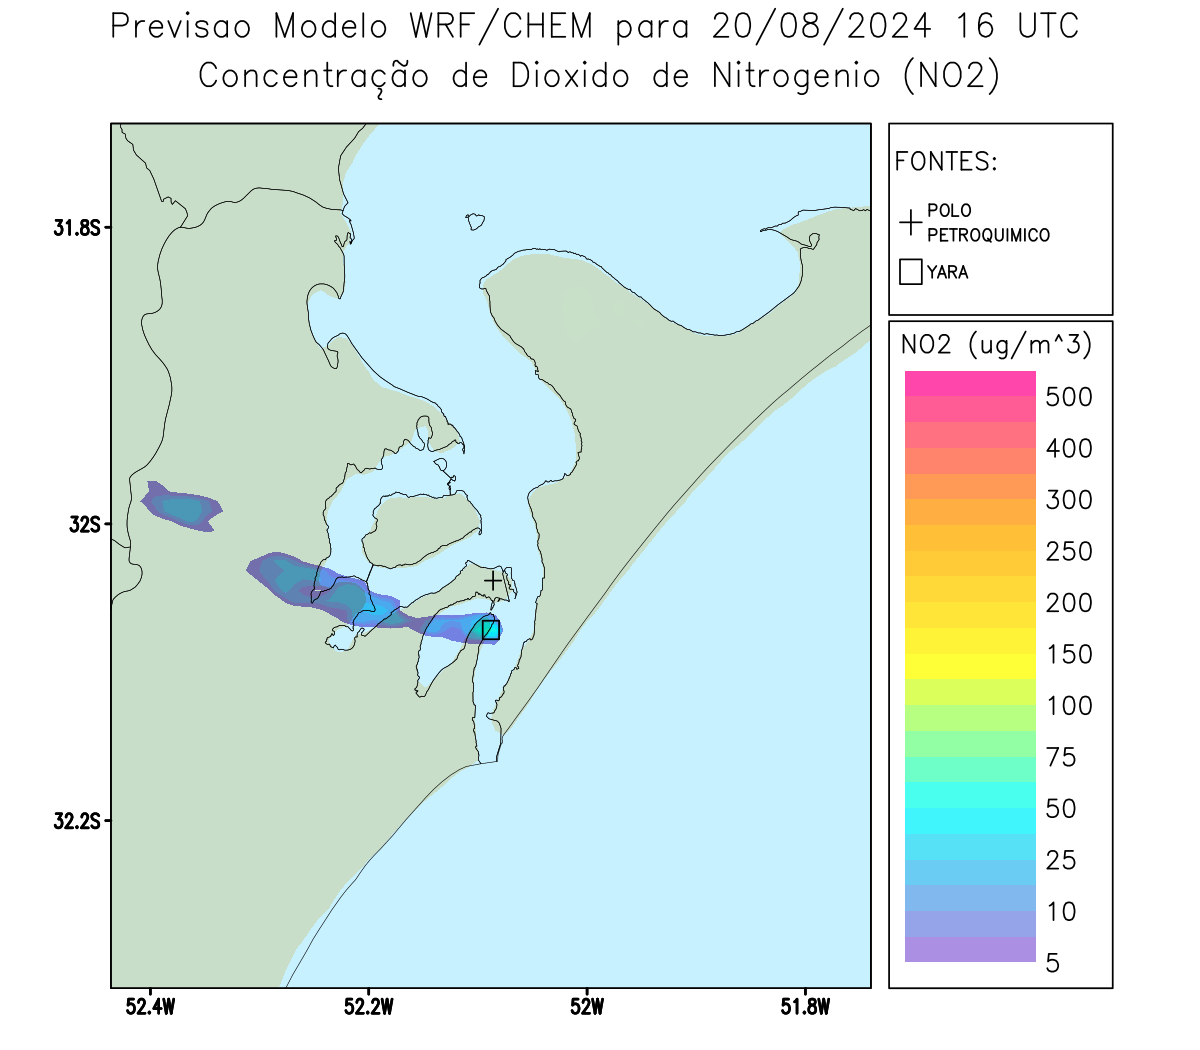 Previsao Modelo WRF/CHEM para 20/08/2024 16 UTC
Concentração de Dioxido de Nitrogenio (NO2)
FONTES:
POLO
PETROQUIMICO
YARA
31.8S
32S
32.2S
52.4W
52.2W
52W
51.8W
NO2 (ug/m^3)
500
400
300
250
200
150
100
75
50
25
10
5